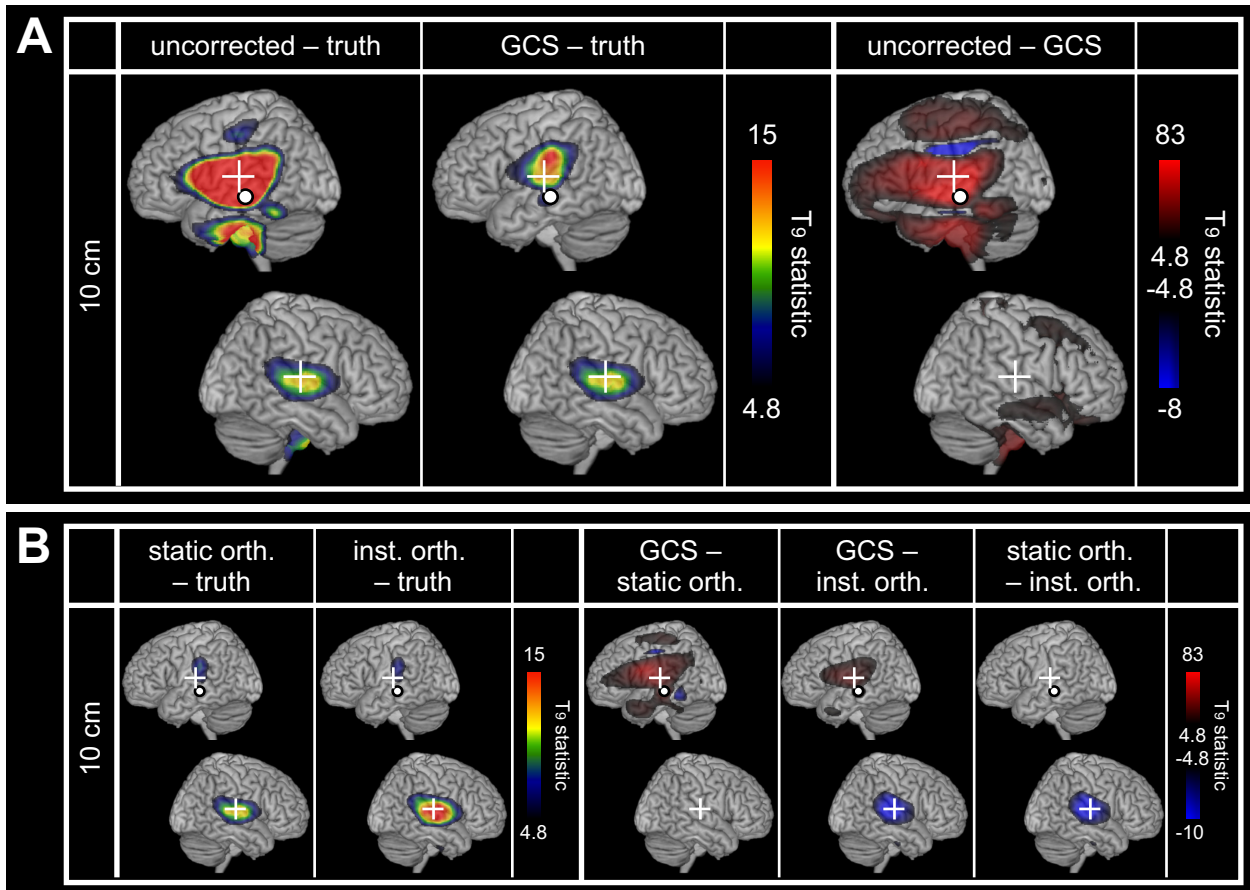 A
uncorrected – truth
GCS – truth
uncorrected – GCS
10 cm
15
4.8
T9 statistic
83
4.8
-4.8
-8
T9 statistic
B
static orth.
– truth
inst. orth.
– truth
GCS –
static orth.
GCS –
inst. orth.
static orth.
– inst. orth.
10 cm
15
4.8
T9 statistic
83
4.8
-4.8
-10
T9 statistic